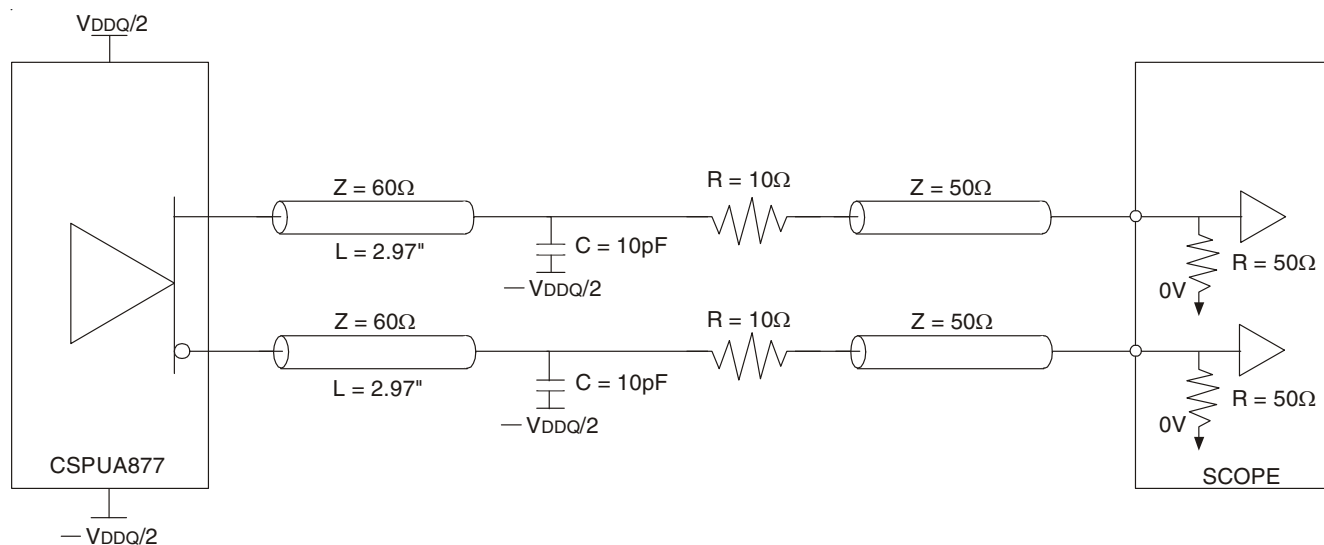 VDDQ/2
Z = 60Ω
R = 10Ω
Z = 50Ω
L = 2.97"
C = 10pF
— VDDQ/2
R = 50Ω
0V
Z = 60Ω
R = 10Ω
Z = 50Ω
L = 2.97"
C = 10pF
— VDDQ/2
R = 50Ω
0V
CSPUA877
SCOPE
— VDDQ/2